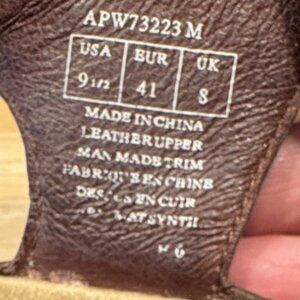 APW73223 M
USA EUR UK
9 1/2 41 8
MADE IN CHINA
LEATHER UPPER
MAN MADE TRIM
FABRIQUE EN CHINE
EN CUIR
SYNTH